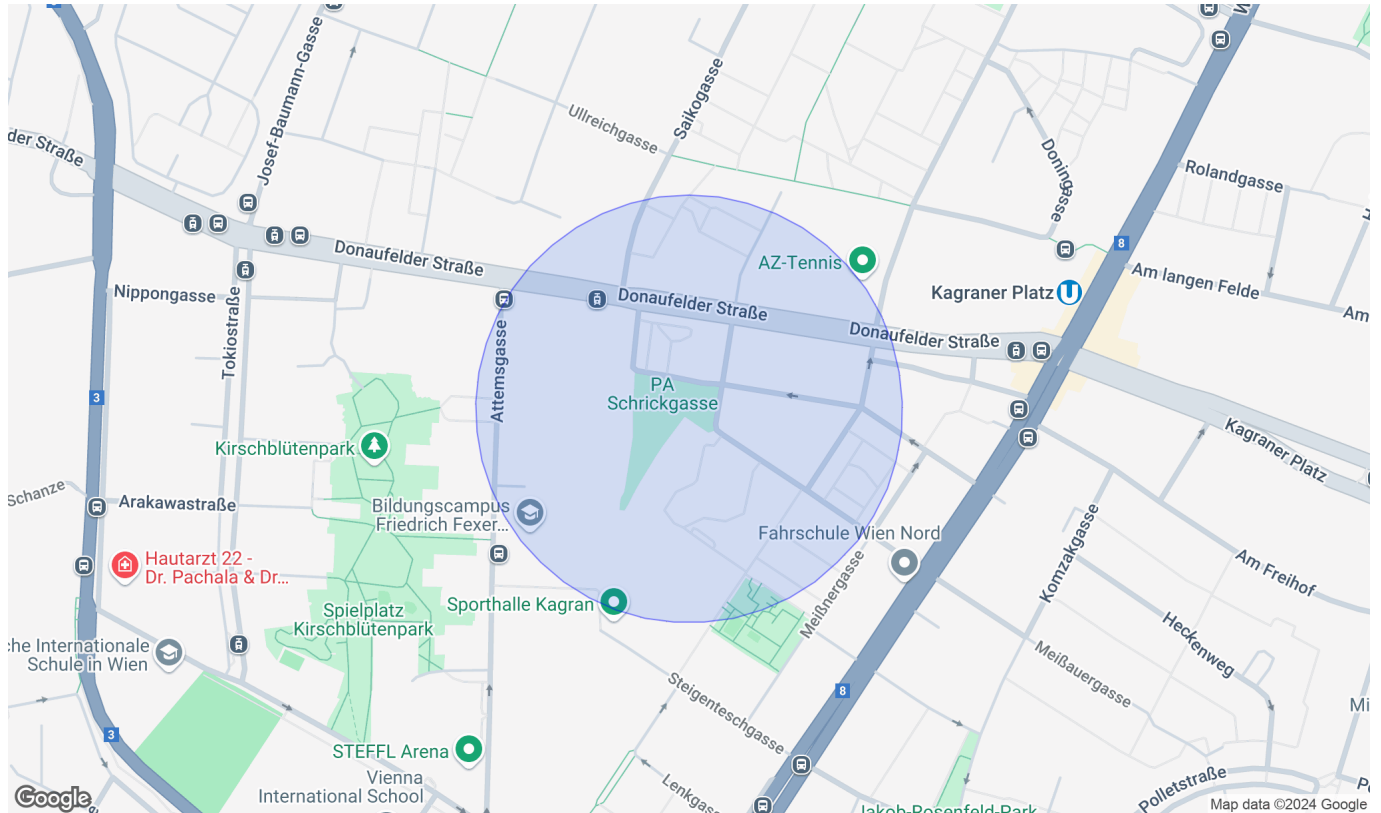 Josef-Baumann-Gasse
Ullreichgasse
Saikogasse
Doningasse
Rolandgasse
der Straße
8
Donaufelder Straße
AZ-Tennis
Kagraner Platz
U
Am langen Felde
Am
Nippongasse
Tokiostraße
Attemsgasse
Donaufelder Straße
Donaufelder Straße
3
PA
Schrickgasse
Kirschblütenpark
Kagraner Platz
Schanze
Arakawastraße
Bildungscampus
Friedrich Fexer...
Fahrschule Wien Nord
Meißnergasse
Komzakgasse
Am Freihof
Hautarzt 22 -
Dr. Pachala & Dr...
Spielplatz
Kirschblütenpark
Sporthalle Kagran
Heckenweg
Meißauergasse
che Internationale
Schule in Wien
Steigenteschgasse
8
Mi
3
STEFFL Arena
Vienna
International School
Lenkgasse
Polletstraße
Jakob-Rosenfeld-Park
Google
Map data ©2024 Google